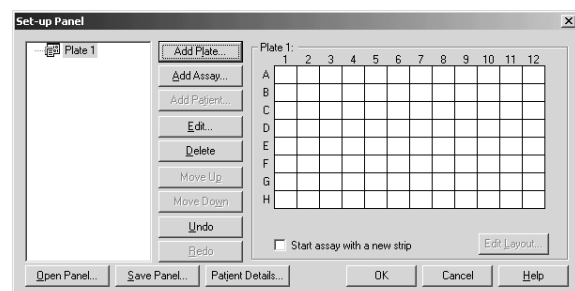 Set-up Panel
Plate 1
Add Plate...
Add Assay...
Add Patient...
Edit...
Delete
Move Up
Move Down
Undo
Redo
Plate 1:
1 2 3 4 5 6 7 8 9 10 11 12
A
B
C
D
E
F
G
H
Start assay with a new strip
Edit Layout...
Open Panel... Save Panel... Patient Details... OK Cancel Help